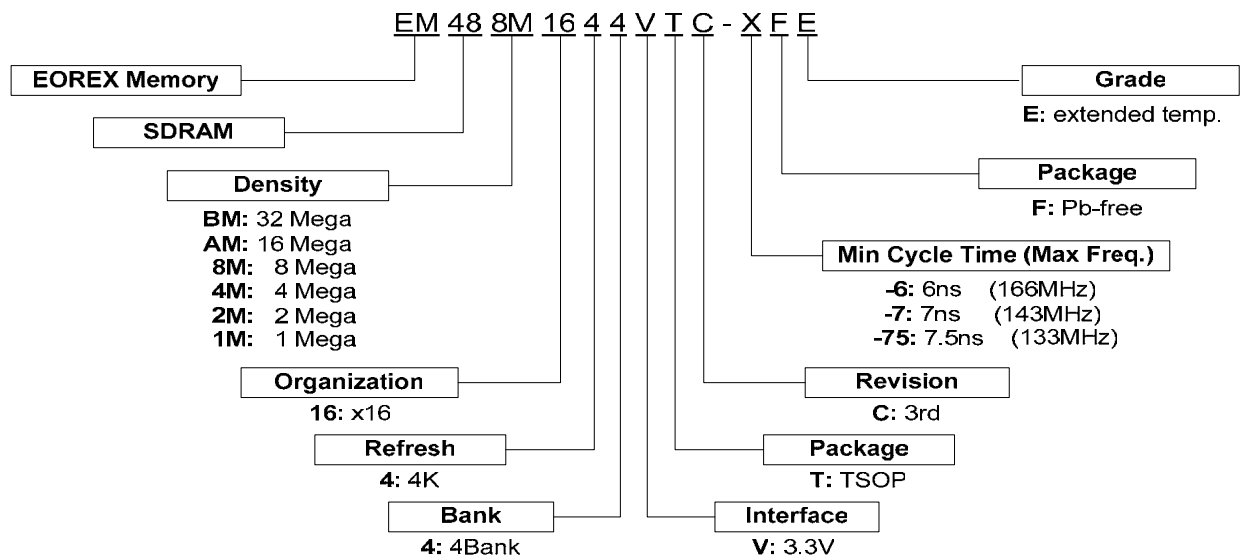 EM 48 8M 16 4 4 V T C - X F E
EOREX Memory
SDRAM
Density
BM: 32 Mega
AM: 16 Mega
8M: 8 Mega
4M: 4 Mega
2M: 2 Mega
1M: 1 Mega
Organization
16: x16
Refresh
4: 4K
Bank
4: 4Bank
Grade
E: extended temp.
Package
F: Pb-free
Min Cycle Time (Max Freq.)
-6: 6ns (166MHz)
-7: 7ns (143MHz)
-75: 7.5ns (133MHz)
Revision
C: 3rd
Package
T: TSOP
Interface
V: 3.3V